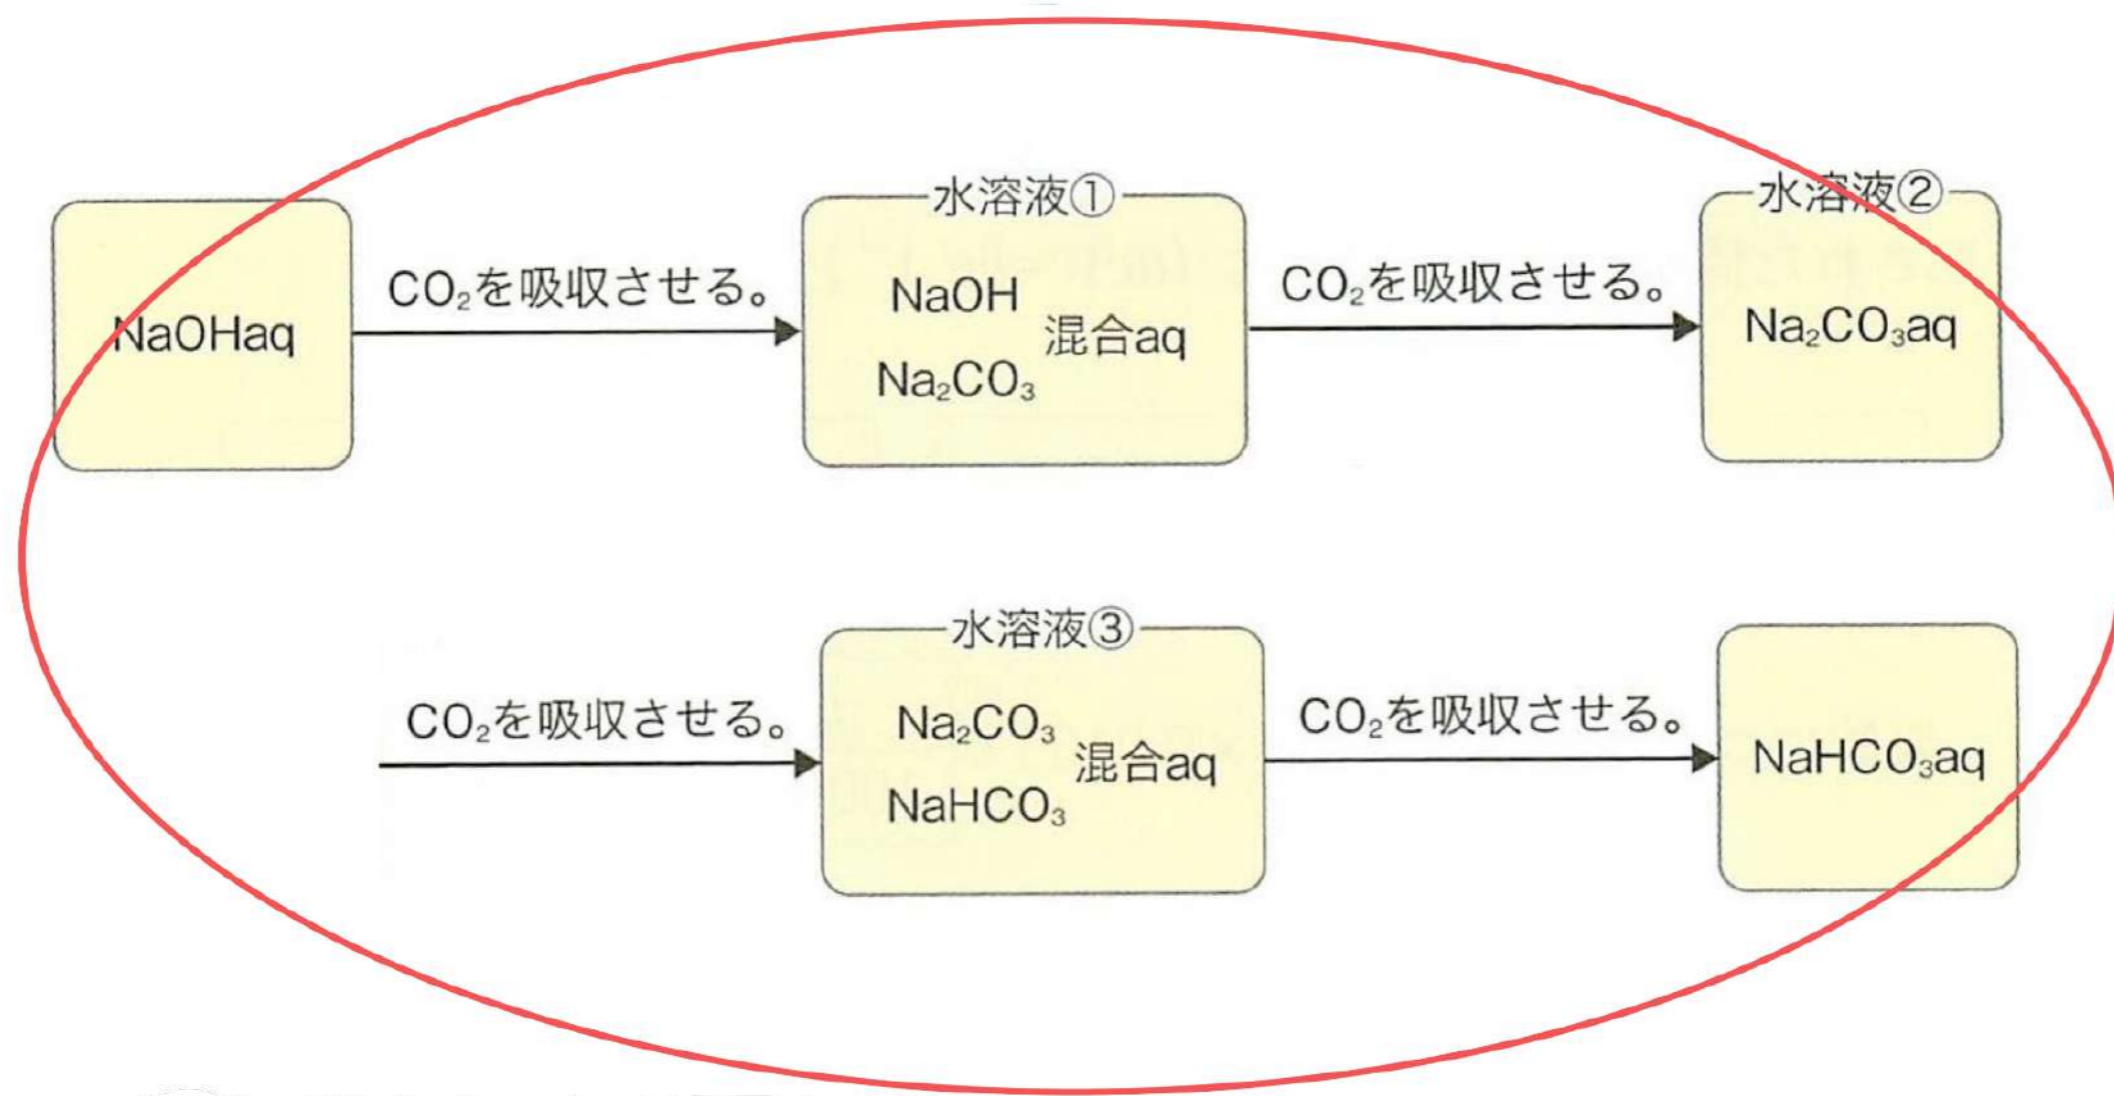 水溶液①
水溶液②
NaOHaq
CO₂を吸収させる。
NaOH
Na₂CO₃
混合aq
CO₂を吸収させる。
Na₂CO₃aq
水溶液③
CO₂を吸収させる。
Na₂CO₃
NaHCO₃
混合aq
CO₂を吸収させる。
NaHCO₃aq